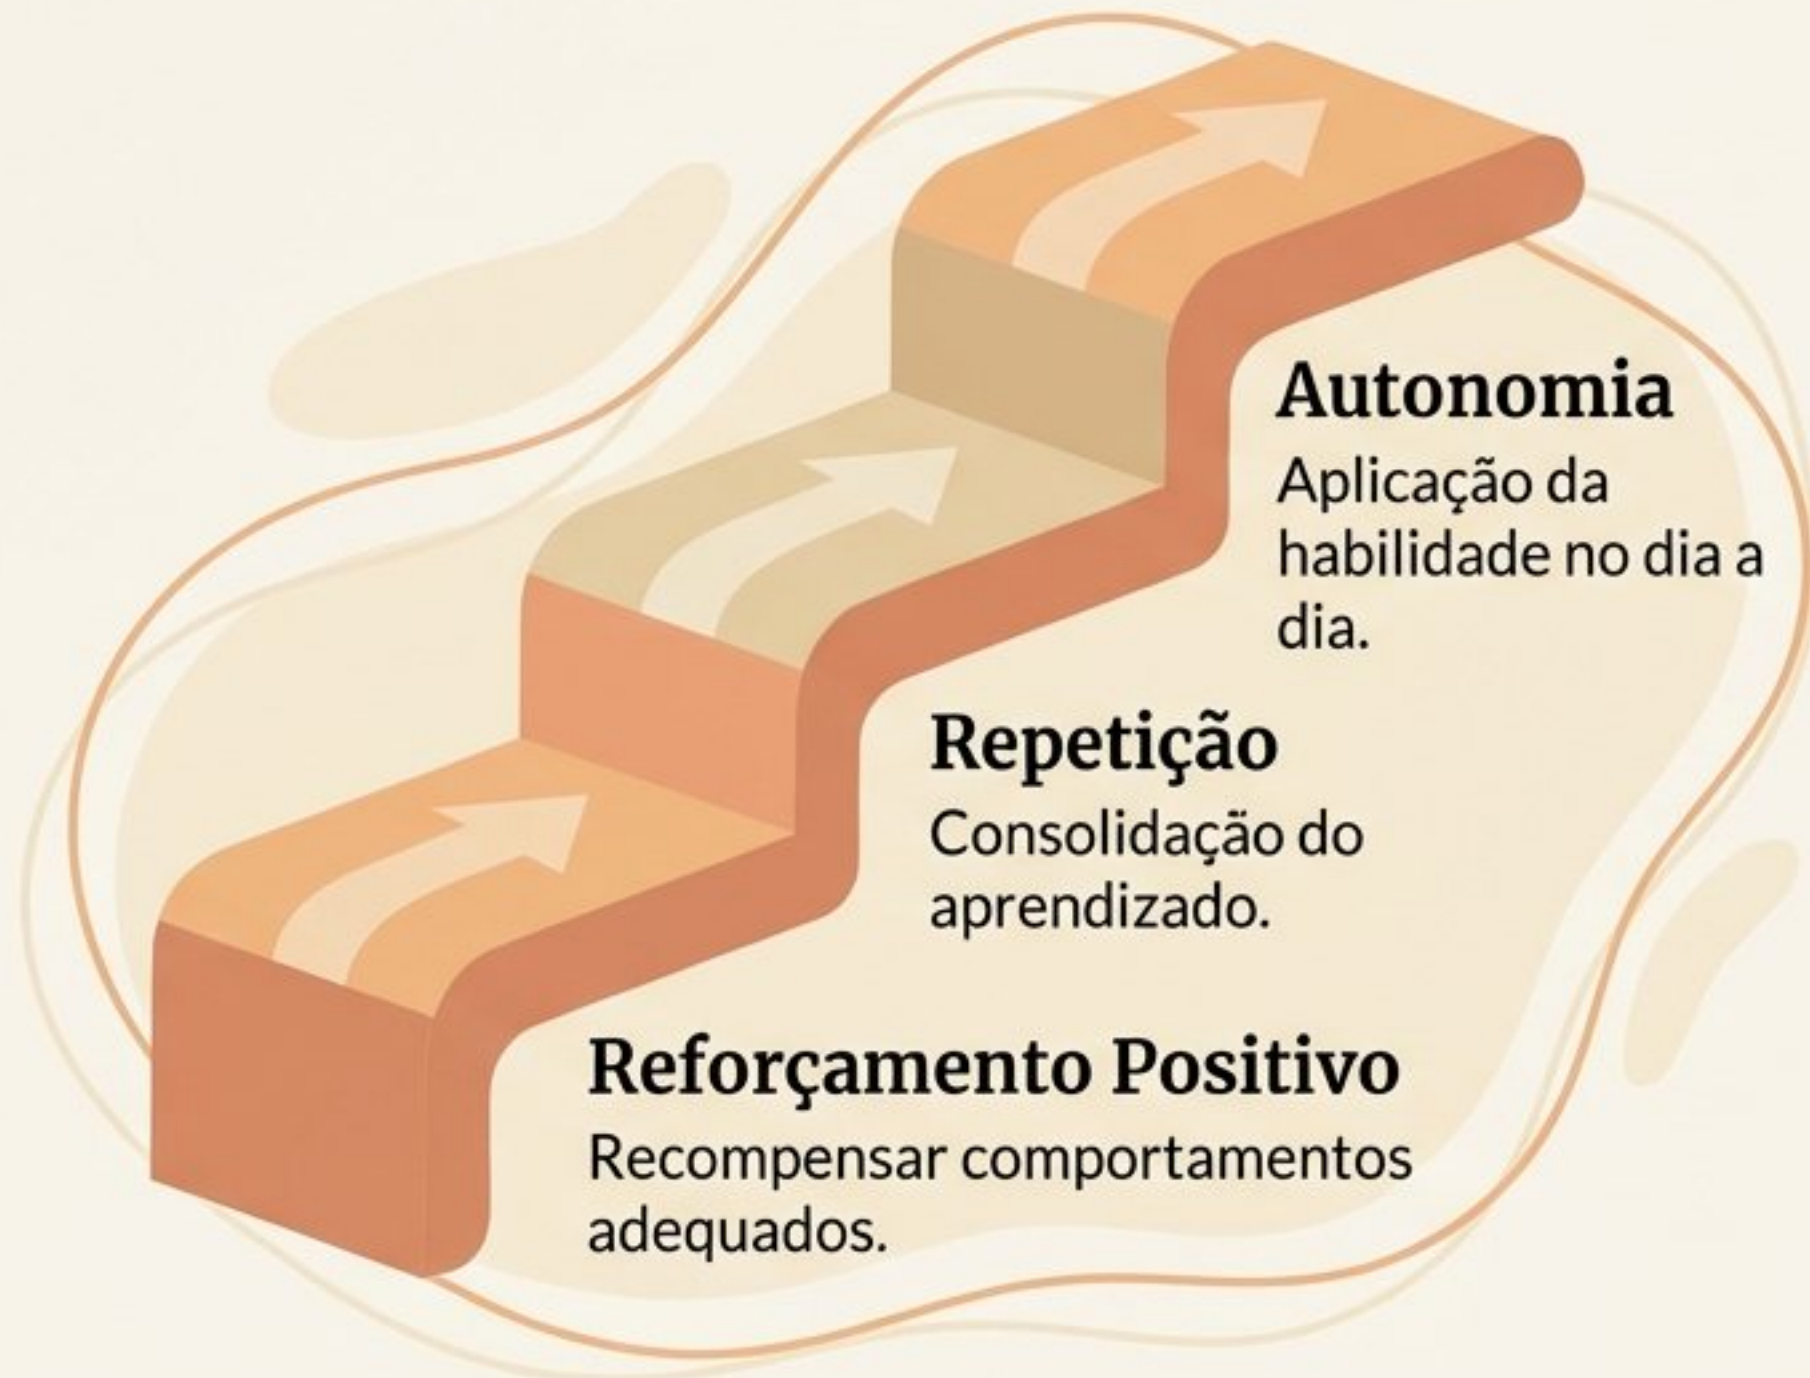 Autonomia
Aplicação da
habilidade no dia a
dia.
Repetição
Consolidação do
aprendizado.
Reforçamento Positivo
Recompensar comportamentos
adequados.